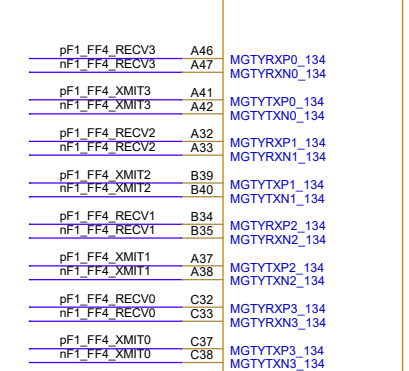 pF1_FF4_RECV3 A46 MGTYRXP0_134
nF1_FF4_RECV3 A47 MGTYRXN0_134
pF1_FF4_XMIT3 A41 MGTYTXP0_134
nF1_FF4_XMIT3 A42 MGTYTXN0_134
pF1_FF4_RECV2 A32 MGTYRXP1_134
nF1_FF4_RECV2 A33 MGTYRXN1_134
pF1_FF4_XMIT2 B39 MGTYTXP1_134
nF1_FF4_XMIT2 B40 MGTYTXN1_134
pF1_FF4_RECV1 B34 MGTYRXP2_134
nF1_FF4_RECV1 B35 MGTYRXN2_134
pF1_FF4_XMIT1 A37 MGTYTXP2_134
nF1_FF4_XMIT1 A38 MGTYTXN2_134
pF1_FF4_RECV0 C32 MGTYRXP3_134
nF1_FF4_RECV0 C33 MGTYRXN3_134
pF1_FF4_XMIT0 C37 MGTYTXP3_134
nF1_FF4_XMIT0 C38 MGTYTXN3_134